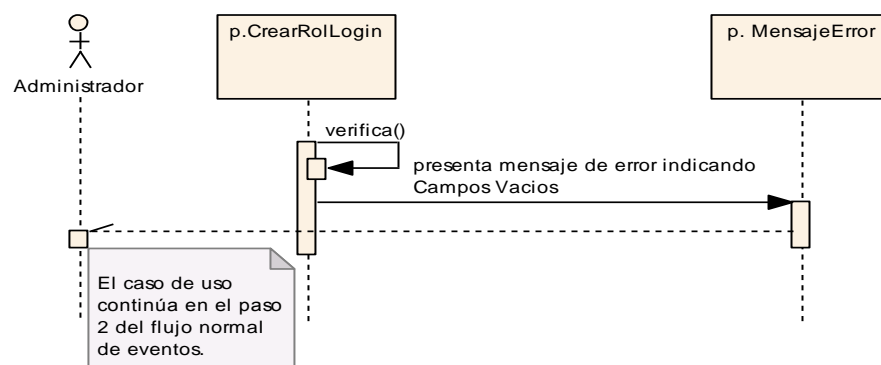 p.CrearRolLogin
p. MensajeError
Administrador
verifica()
presenta mensaje de error indicando
Campos Vacios
El caso de uso
continúa en el paso
2 del flujo normal
de eventos.